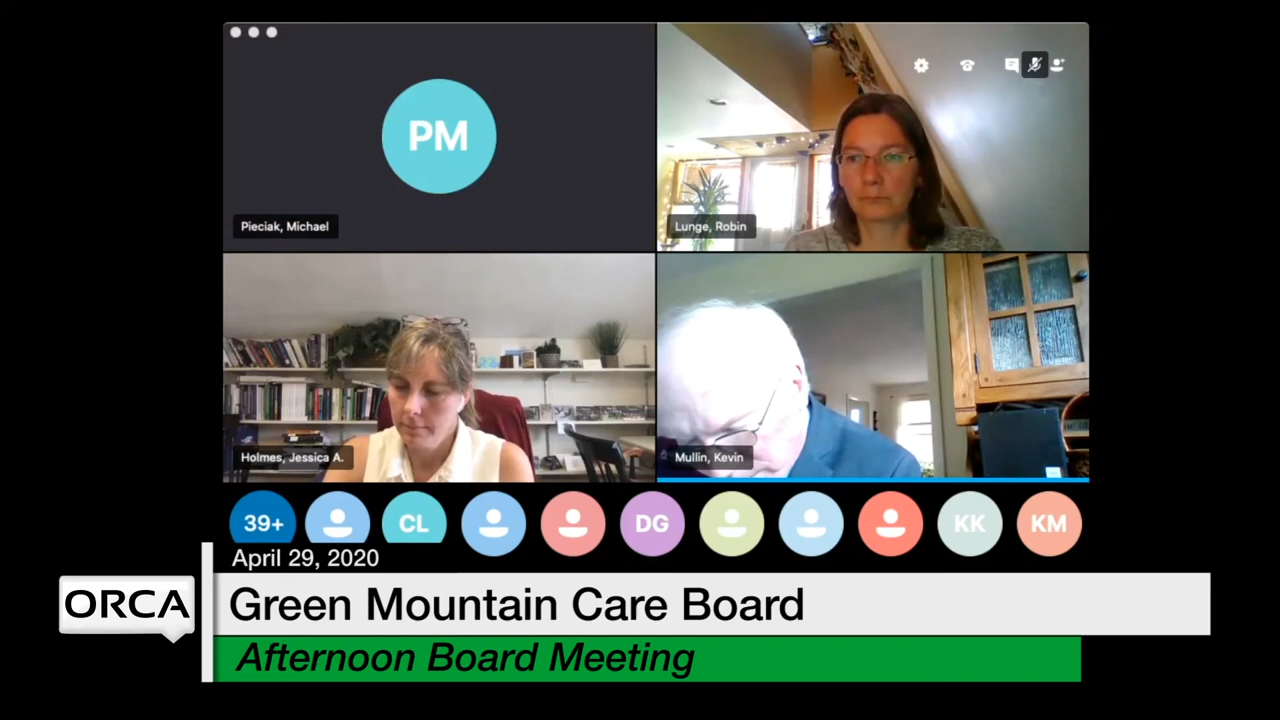 PM
Pieciak, Michael
Lunge, Robin
Holmes, Jessica A.
Mullin, Kevin
39+
CL
DG
KK
KM
April 29, 2020
ORCA
Green Mountain Care Board
Afternoon Board Meeting